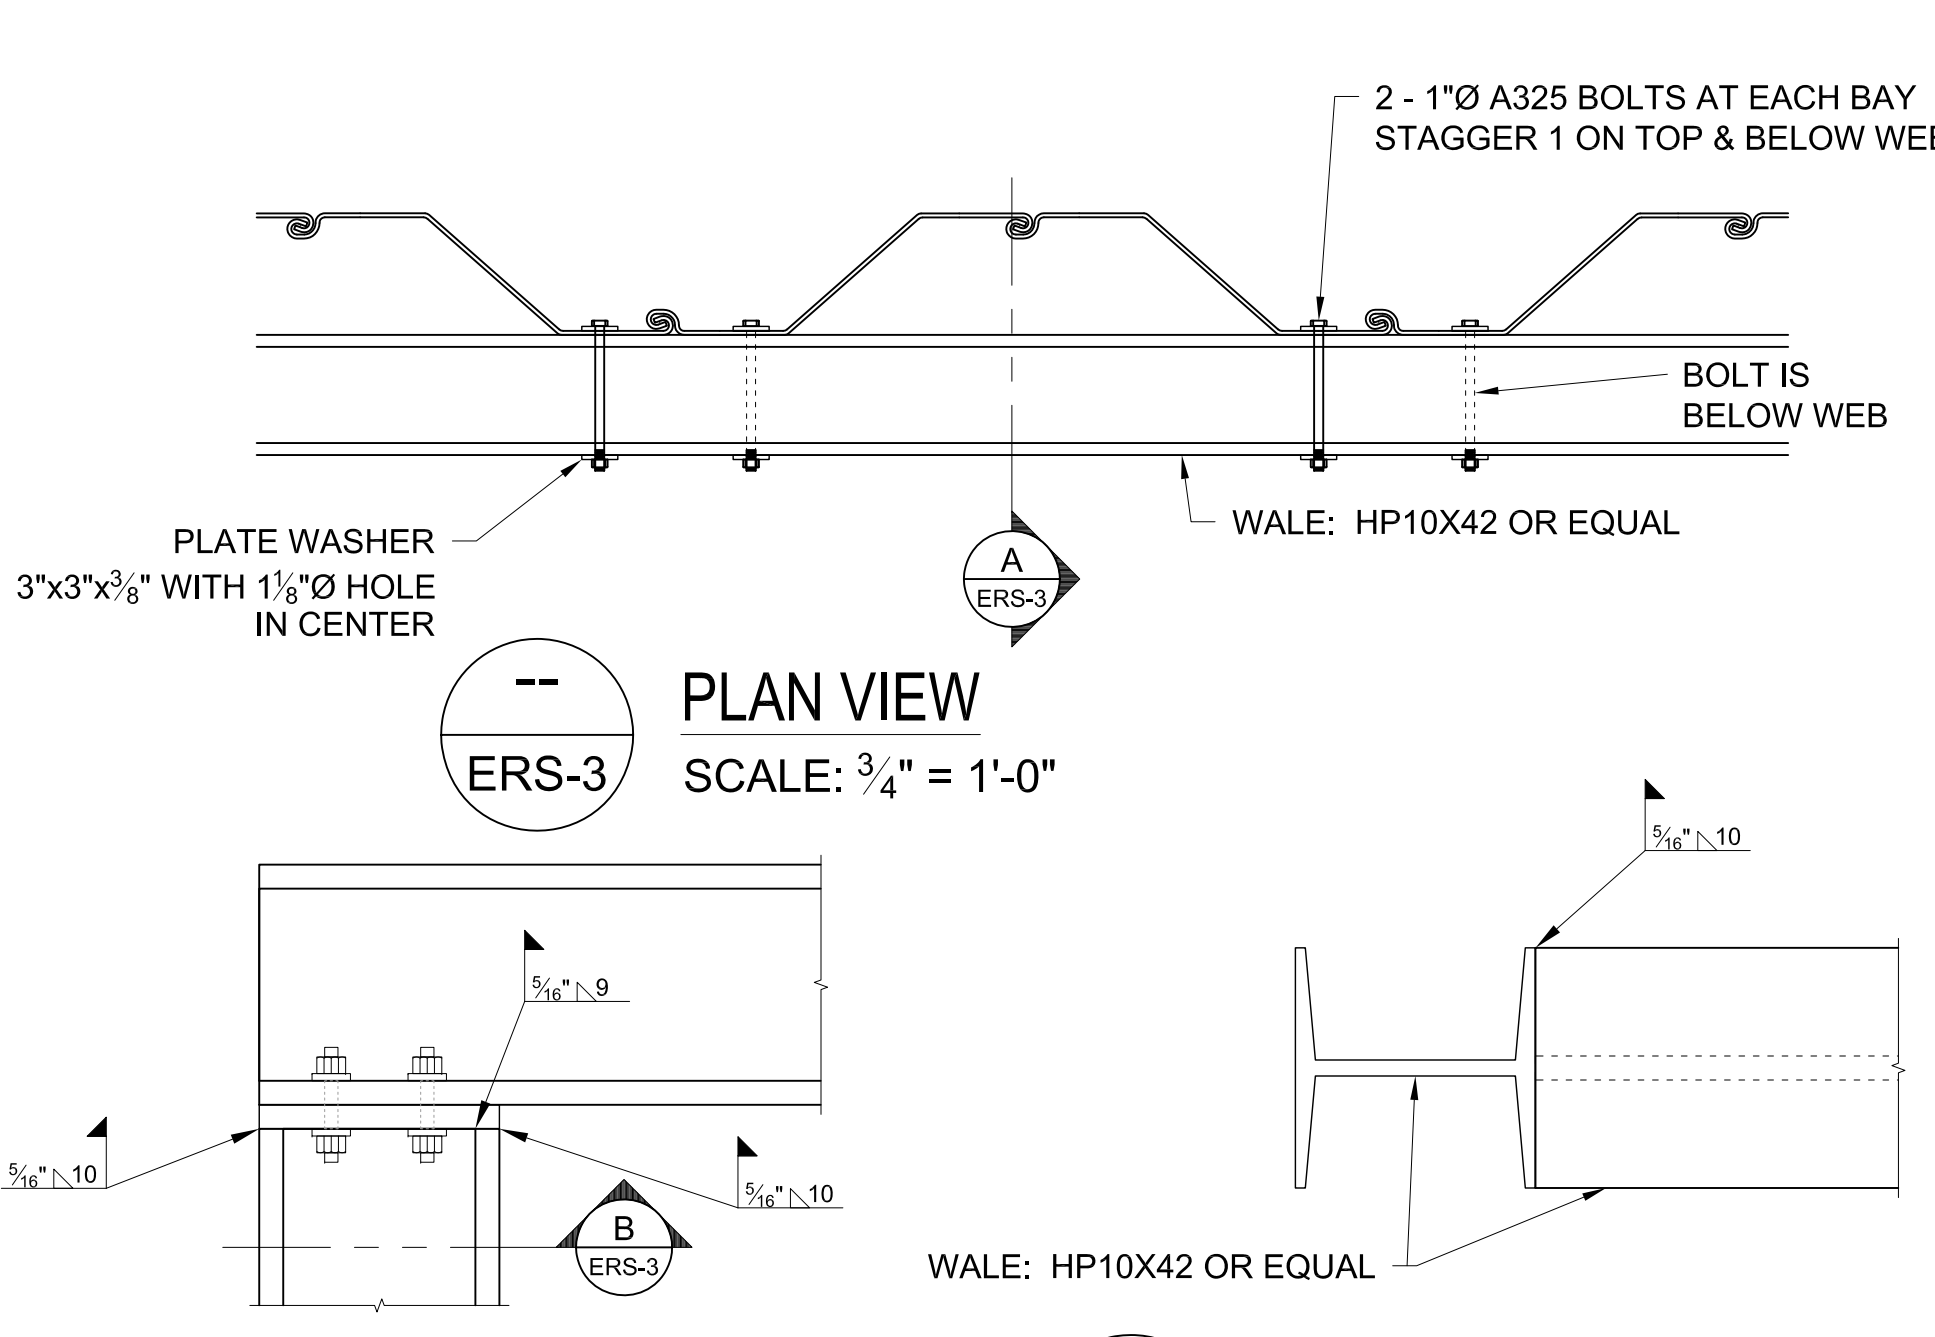 2 - 1"Ø A325 BOLTS AT EACH BAY
STAGGER 1 ON TOP & BELOW WEB
BOLT IS
BELOW WEB
WALE: HP10X42 OR EQUAL
PLATE WASHER
3"x3"x⅜" WITH 1⅛"Ø HOLE
IN CENTER
A
ERS-3
--
ERS-3
PLAN VIEW
SCALE: ¾" = 1'-0"
5/16" 10
5/16" 9
5/16" 10
5/16" 10
B
ERS-3
WALE: HP10X42 OR EQUAL